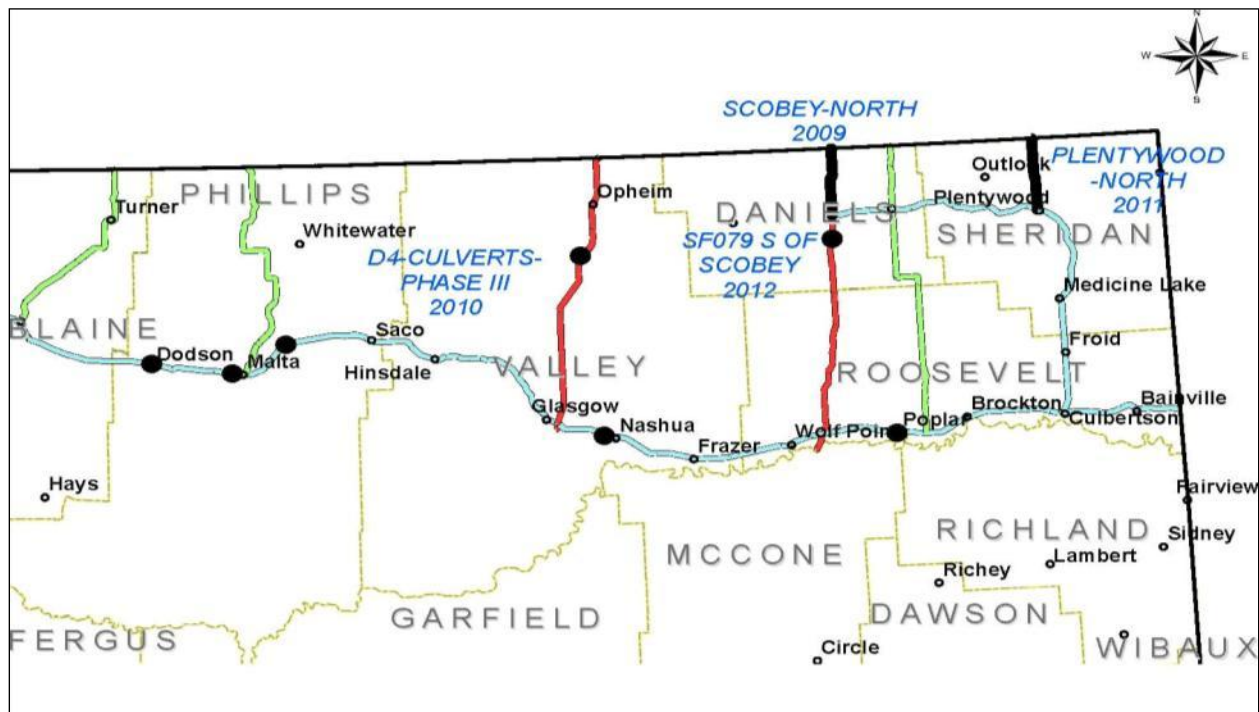 N
W
E
S
SCOBEY-NORTH
2009
Outlook
PLENTYWOOD
-NORTH
2011
PHILLIPS
Opheim
Turner
DANIELS
Plentywood
Whitewater
SHERIDAN
D4-CULVERTS-
PHASE III
2010
SF079 S OF
SCOBEY
2012
Medicine Lake
BLAINE
Saco
Dodson
Malta
Hinsdale
VALLEY
Froid
ROOSEVELT
Glasgow
Nashua
Frazer
Wolf Poin
Poplar
Brockton
Culbertson
Bainville
Hays
Fairview
RICHLAND
Sidney
MCCONE
Lambert
Richey
GARFIELD
DAWSON
FERGUS
Circle
WIBAUX